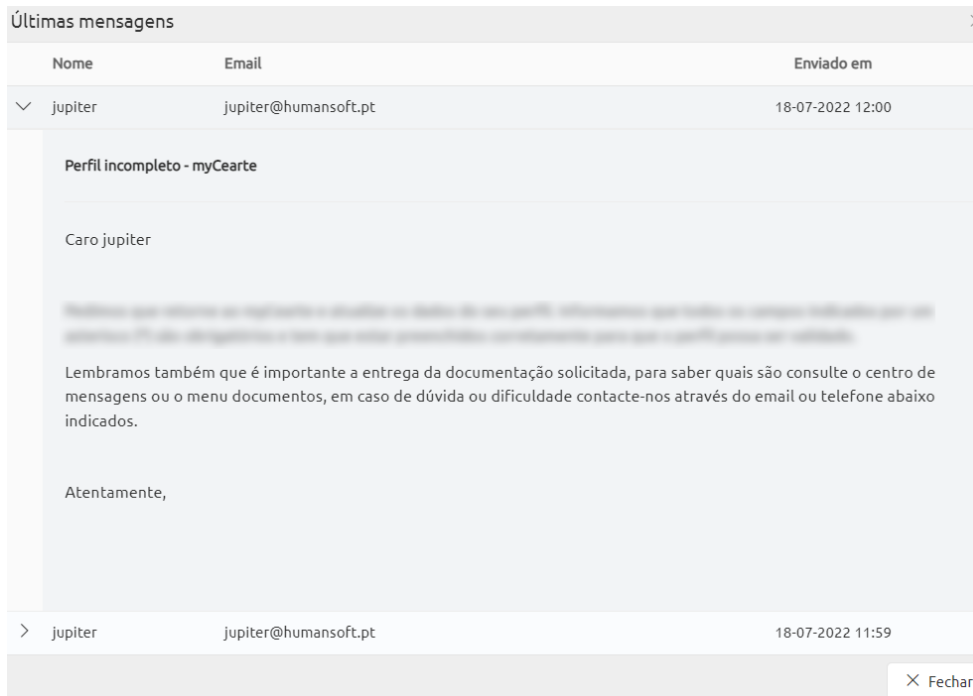 Últimas mensagens
Nome Email Enviado em
jupiter jupiter@humansoft.pt 18-07-2022 12:00
Perfil incompleto - myCearte
Caro jupiter
Lembramos também que é importante a entrega da documentação solicitada, para saber quais são consulte o centro de
mensagens ou o menu documentos, em caso de dúvida ou dificuldade contacte-nos através do email ou telefone abaixo
indicados.
Atentamente,
jupiter jupiter@humansoft.pt 18-07-2022 11:59
Fechar